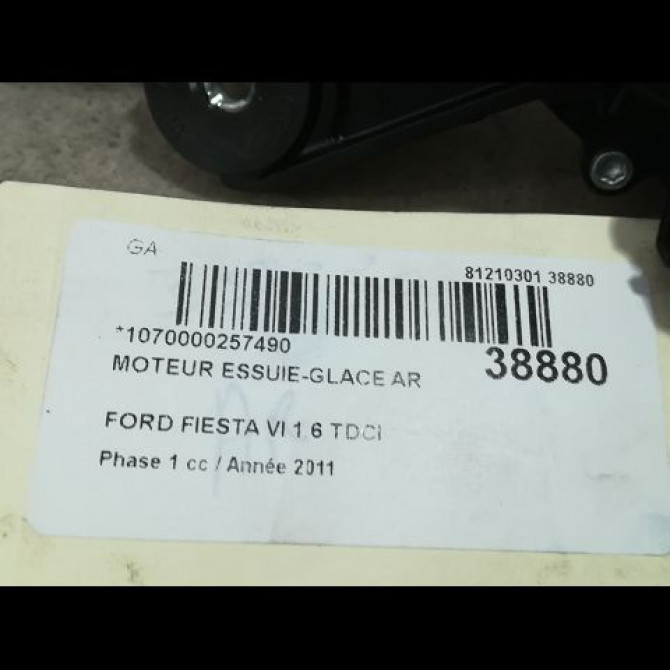 GA
81210301 38880
*1070000257490
38880
MOTEUR ESSUIE-GLACE AR
FORD FIESTA VI 1.6 TDCI
Phase 1 cc / Année 2011